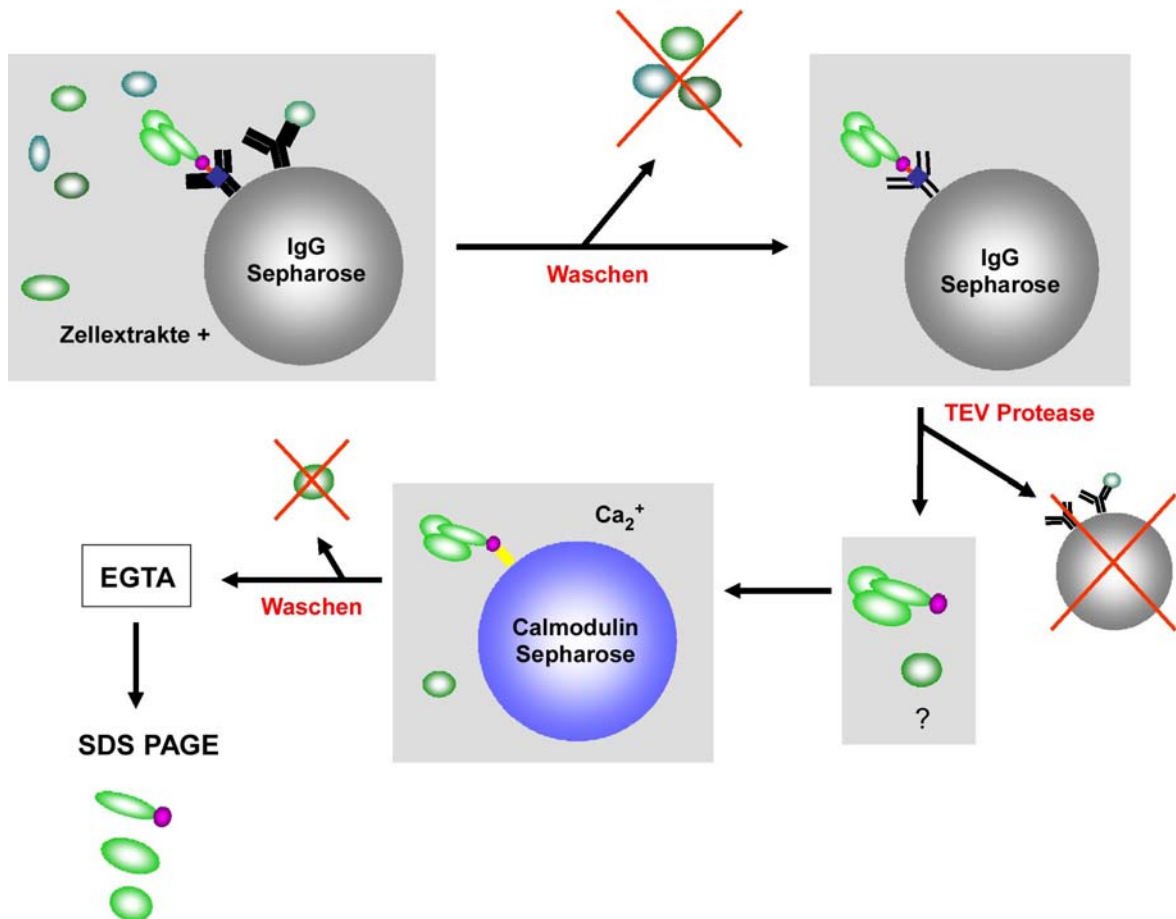 IgG
Sepharose
Zellextrakte +
Waschen
IgG
Sepharose
TEV Protease
?
Ca₂⁺
Calmodulin
Sepharose
Waschen
EGTA
SDS PAGE